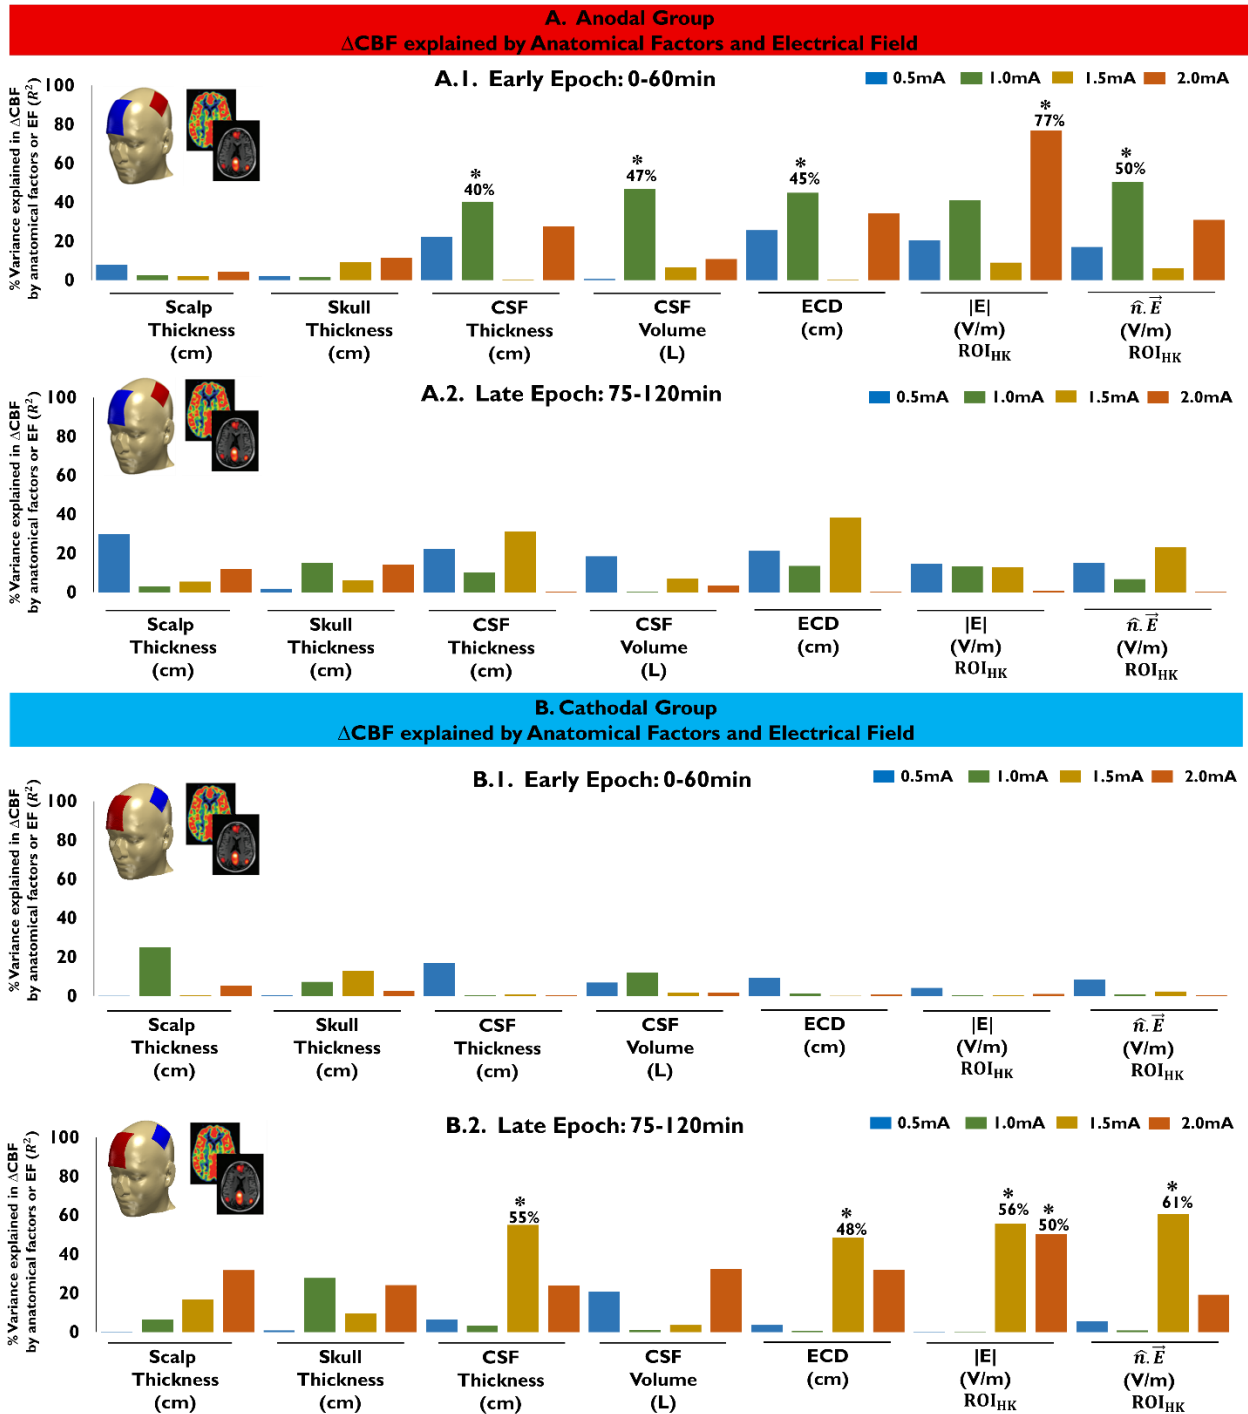 A. Anodal Group
ΔCBF explained by Anatomical Factors and Electrical Field
A.1. Early Epoch: 0-60min
0.5mA 1.0mA 1.5mA 2.0mA
% Variance explained in ΔCBF
by anatomical factors or EF (R²)
100
80
60
40
20
0
*
40%
*
47%
*
45%
*
77%
*
50%
Scalp
Thickness
(cm)
Skull
Thickness
(cm)
CSF
Thickness
(cm)
CSF
Volume
(L)
ECD
(cm)
|E|
(V/m)
ROI_HK
n̂.E⃗
(V/m)
ROI_HK
A.2. Late Epoch: 75-120min
0.5mA 1.0mA 1.5mA 2.0mA
% Variance explained in ΔCBF
by anatomical factors or EF (R²)
100
80
60
40
20
0
Scalp
Thickness
(cm)
Skull
Thickness
(cm)
CSF
Thickness
(cm)
CSF
Volume
(L)
ECD
(cm)
|E|
(V/m)
ROI_HK
n̂.E⃗
(V/m)
ROI_HK
B. Cathodal Group
ΔCBF explained by Anatomical Factors and Electrical Field
B.1. Early Epoch: 0-60min
0.5mA 1.0mA 1.5mA 2.0mA
% Variance explained in ΔCBF
by anatomical factors or EF (R²)
100
80
60
40
20
0
Scalp
Thickness
(cm)
Skull
Thickness
(cm)
CSF
Thickness
(cm)
CSF
Volume
(L)
ECD
(cm)
|E|
(V/m)
ROI_HK
n̂.E⃗
(V/m)
ROI_HK
B.2. Late Epoch: 75-120min
0.5mA 1.0mA 1.5mA 2.0mA
% Variance explained in ΔCBF
by anatomical factors or EF (R²)
100
80
60
40
20
0
*
55%
*
48%
*
56%
*
50%
*
61%
Scalp
Thickness
(cm)
Skull
Thickness
(cm)
CSF
Thickness
(cm)
CSF
Volume
(L)
ECD
(cm)
|E|
(V/m)
ROI_HK
n̂.E⃗
(V/m)
ROI_HK